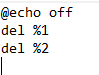 @echo off
del %1
del %2